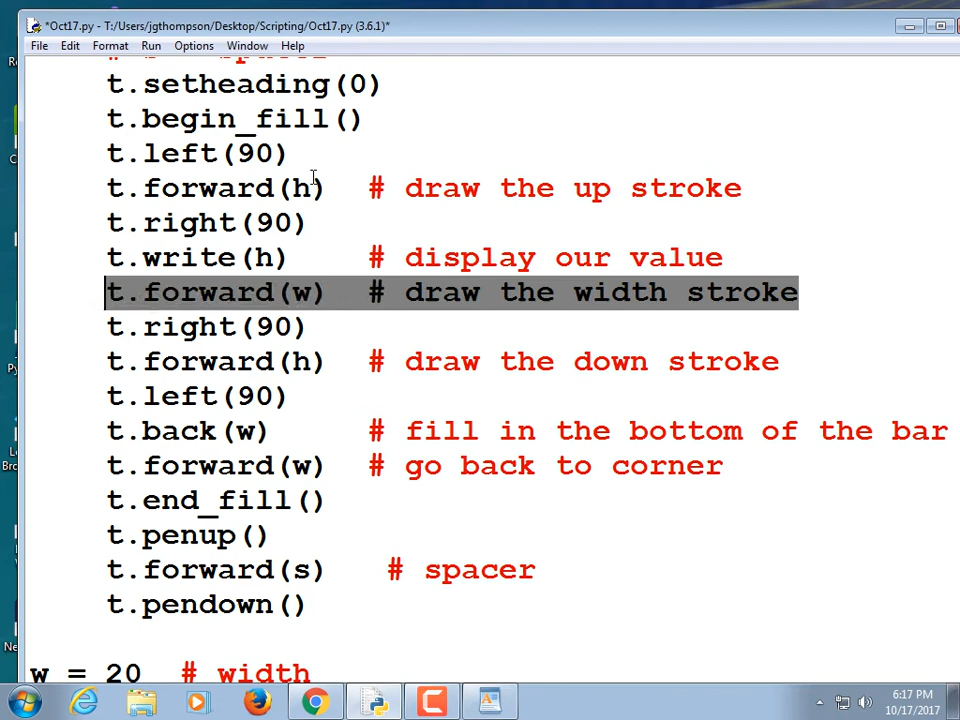 *Oct17.py - T:/Users/jgthompson/Desktop/Scripting/Oct17.py (3.6.1)*
File Edit Format Run Options Window Help
t.setheading(0)
t.begin_fill()
t.left(90)
t.forward(h) # draw the up stroke
t.right(90)
t.write(h) # display our value
t.forward(w) # draw the width stroke
t.right(90)
t.forward(h) # draw the down stroke
t.left(90)
t.back(w) # fill in the bottom of the bar
t.forward(w) # go back to corner
t.end_fill()
t.penup()
t.forward(s) # spacer
t.pendown()
w = 20 # width
6:17 PM
10/17/2017